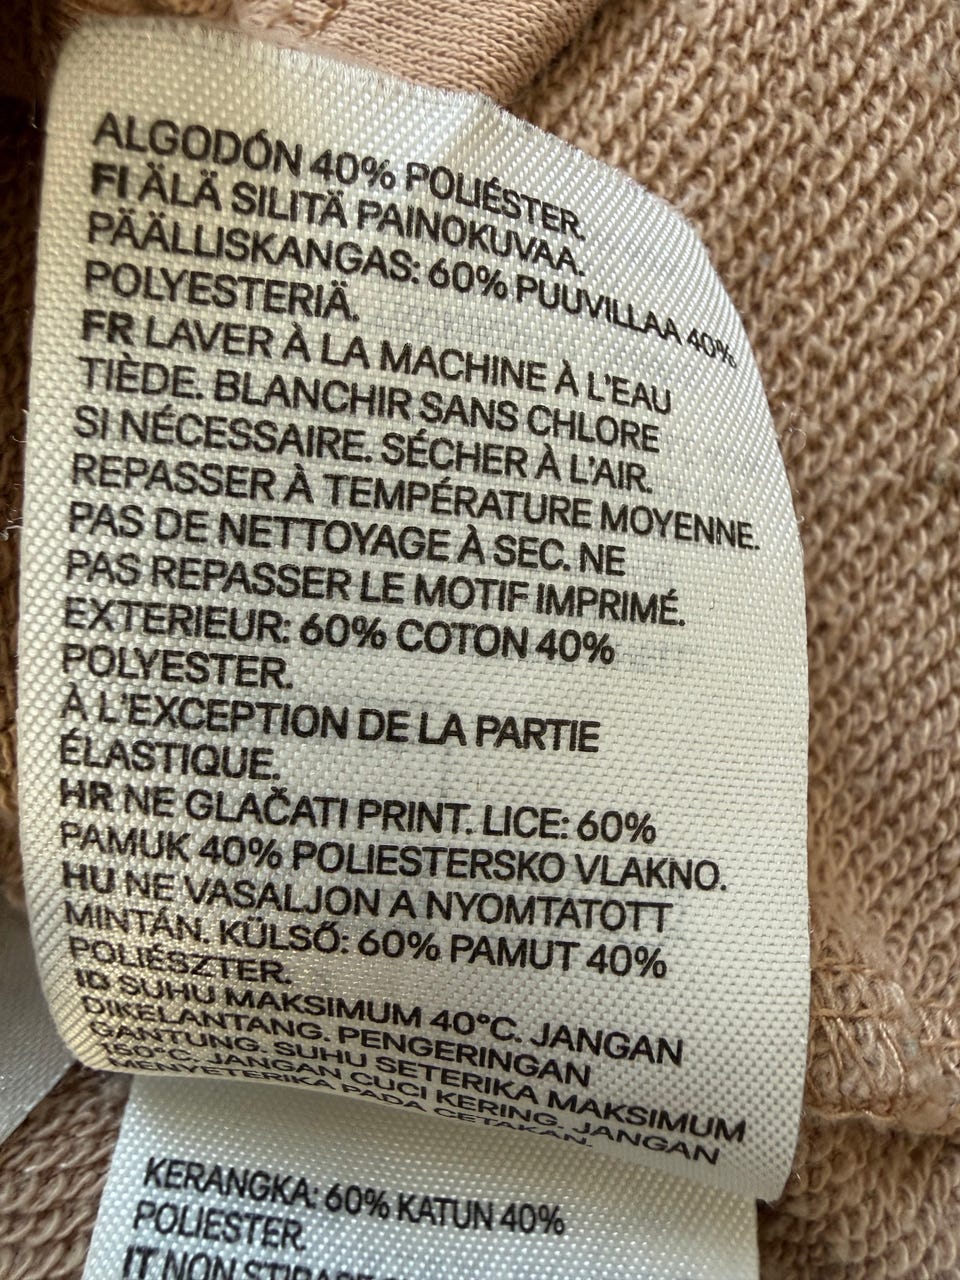 ALGODÓN 40% POLIÉSTER.
FI ÄLÄ SILITÄ PAINOKUVAA.
PÄÄLLISKANGAS: 60% PUUVILLAA 40%
POLYESTERIÄ.
FR LAVER À LA MACHINE À L'EAU
TIÈDE. BLANCHIR SANS CHLORE
SI NÉCESSAIRE. SÉCHER À L'AIR.
REPASSER À TEMPÉRATURE MOYENNE.
PAS DE NETTOYAGE À SEC. NE
PAS REPASSER LE MOTIF IMPRIMÉ.
EXTERIEUR: 60% COTON 40%
POLYESTER.
À L'EXCEPTION DE LA PARTIE
ÉLASTIQUE.
HR NE GLAČATI PRINT. LICE: 60%
PAMUK 40% POLIESTERSKO VLAKNO.
HU NE VASALJON A NYOMTATOTT
MINTÁN. KÜLSŐ: 60% PAMUT 40%
POLIÉSZTER.
ID SUHU MAKSIMUM 40°C. JANGAN
DIKELANTANG. PENGERINGAN
GANTUNG. SUHU SETERIKA MAKSIMUM
150°C. JANGAN CUCI KERING. JANGAN
MENYETERIKA PADA CETAKAN.
KERANGKA: 60% KATUN 40%
POLIESTER.
IT NON